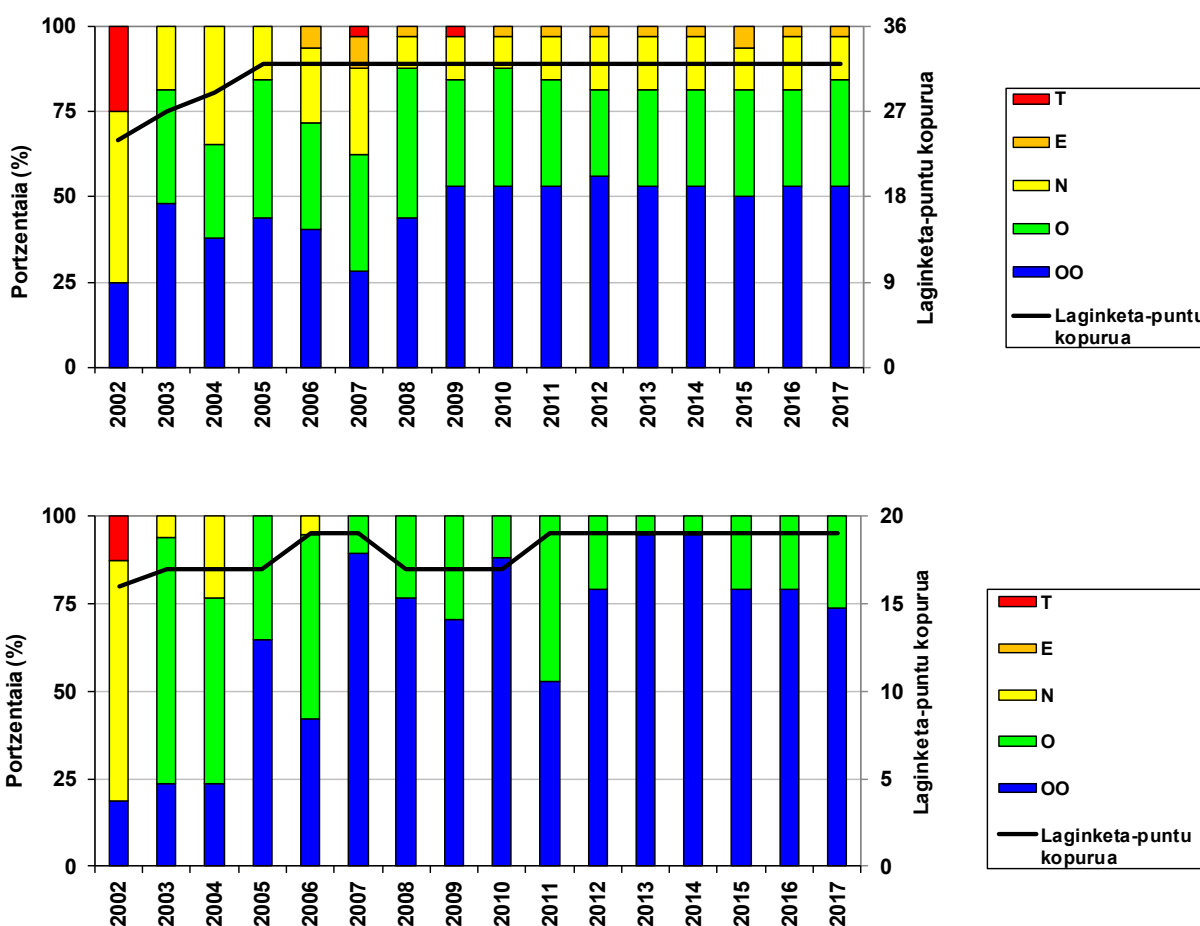 Portzentaia (%)
100
75
50
25
0
36
27
18
9
0
Laginketa-puntu kopurua
2002
2003
2004
2005
2006
2007
2008
2009
2010
2011
2012
2013
2014
2015
2016
2017
T
E
N
O
OO
Laginketa-puntu
kopurua
Portzentaia (%)
100
75
50
25
0
20
15
10
5
0
Laginketa-puntu kopurua
2002
2003
2004
2005
2006
2007
2008
2009
2010
2011
2012
2013
2014
2015
2016
2017
T
E
N
O
OO
Laginketa-puntu
kopurua